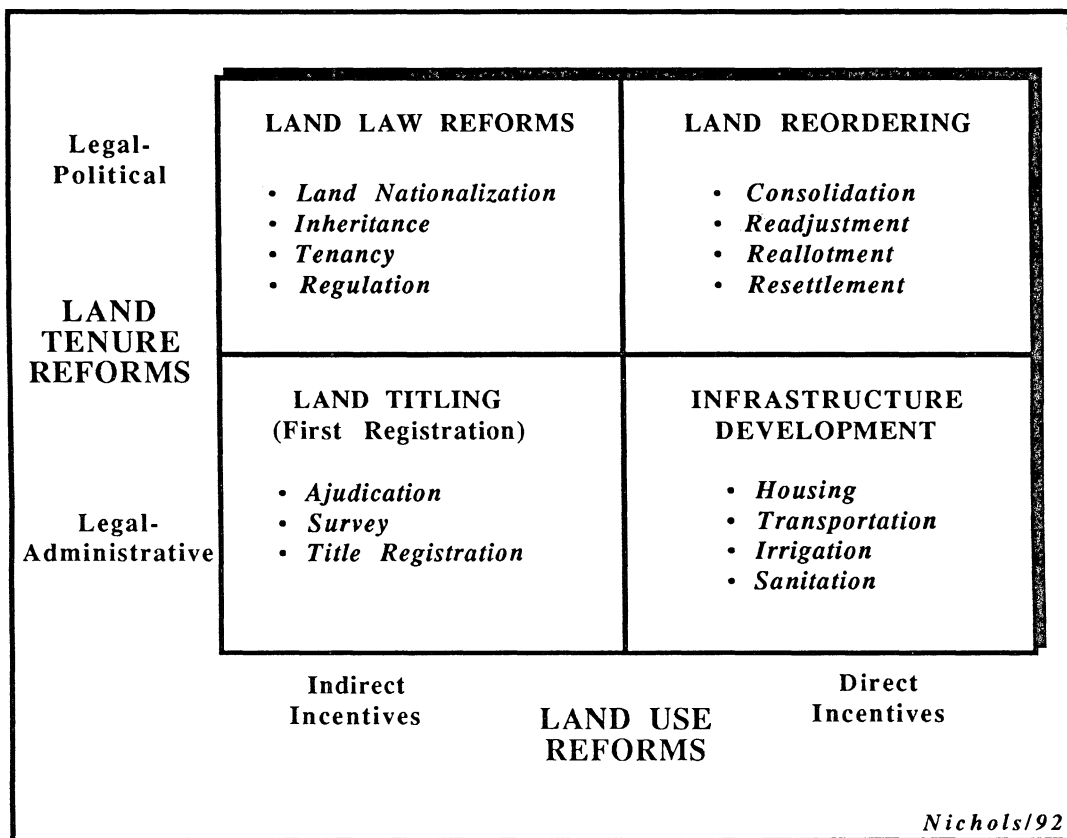 Legal-
Political
LAND LAW REFORMS
• Land Nationalization
• Inheritance
• Tenancy
• Regulation
LAND REORDERING
• Consolidation
• Readjustment
• Reallotment
• Resettlement
LAND
TENURE
REFORMS
Legal-
Administrative
LAND TITLING
(First Registration)
• Ajudication
• Survey
• Title Registration
INFRASTRUCTURE
DEVELOPMENT
• Housing
• Transportation
• Irrigation
• Sanitation
Indirect
Incentives
LAND USE
REFORMS
Direct
Incentives
Nichols/92